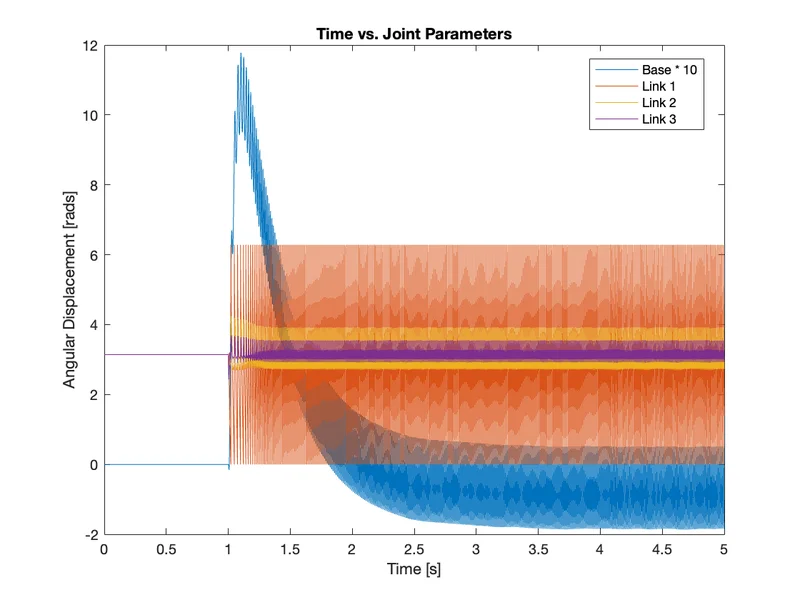 Time vs. Joint Parameters
12
10
8
6
4
2
0
-2
Angular Displacement [rads]
Base * 10
Link 1
Link 2
Link 3
0 0.5 1 1.5 2 2.5 3 3.5 4 4.5 5
Time [s]